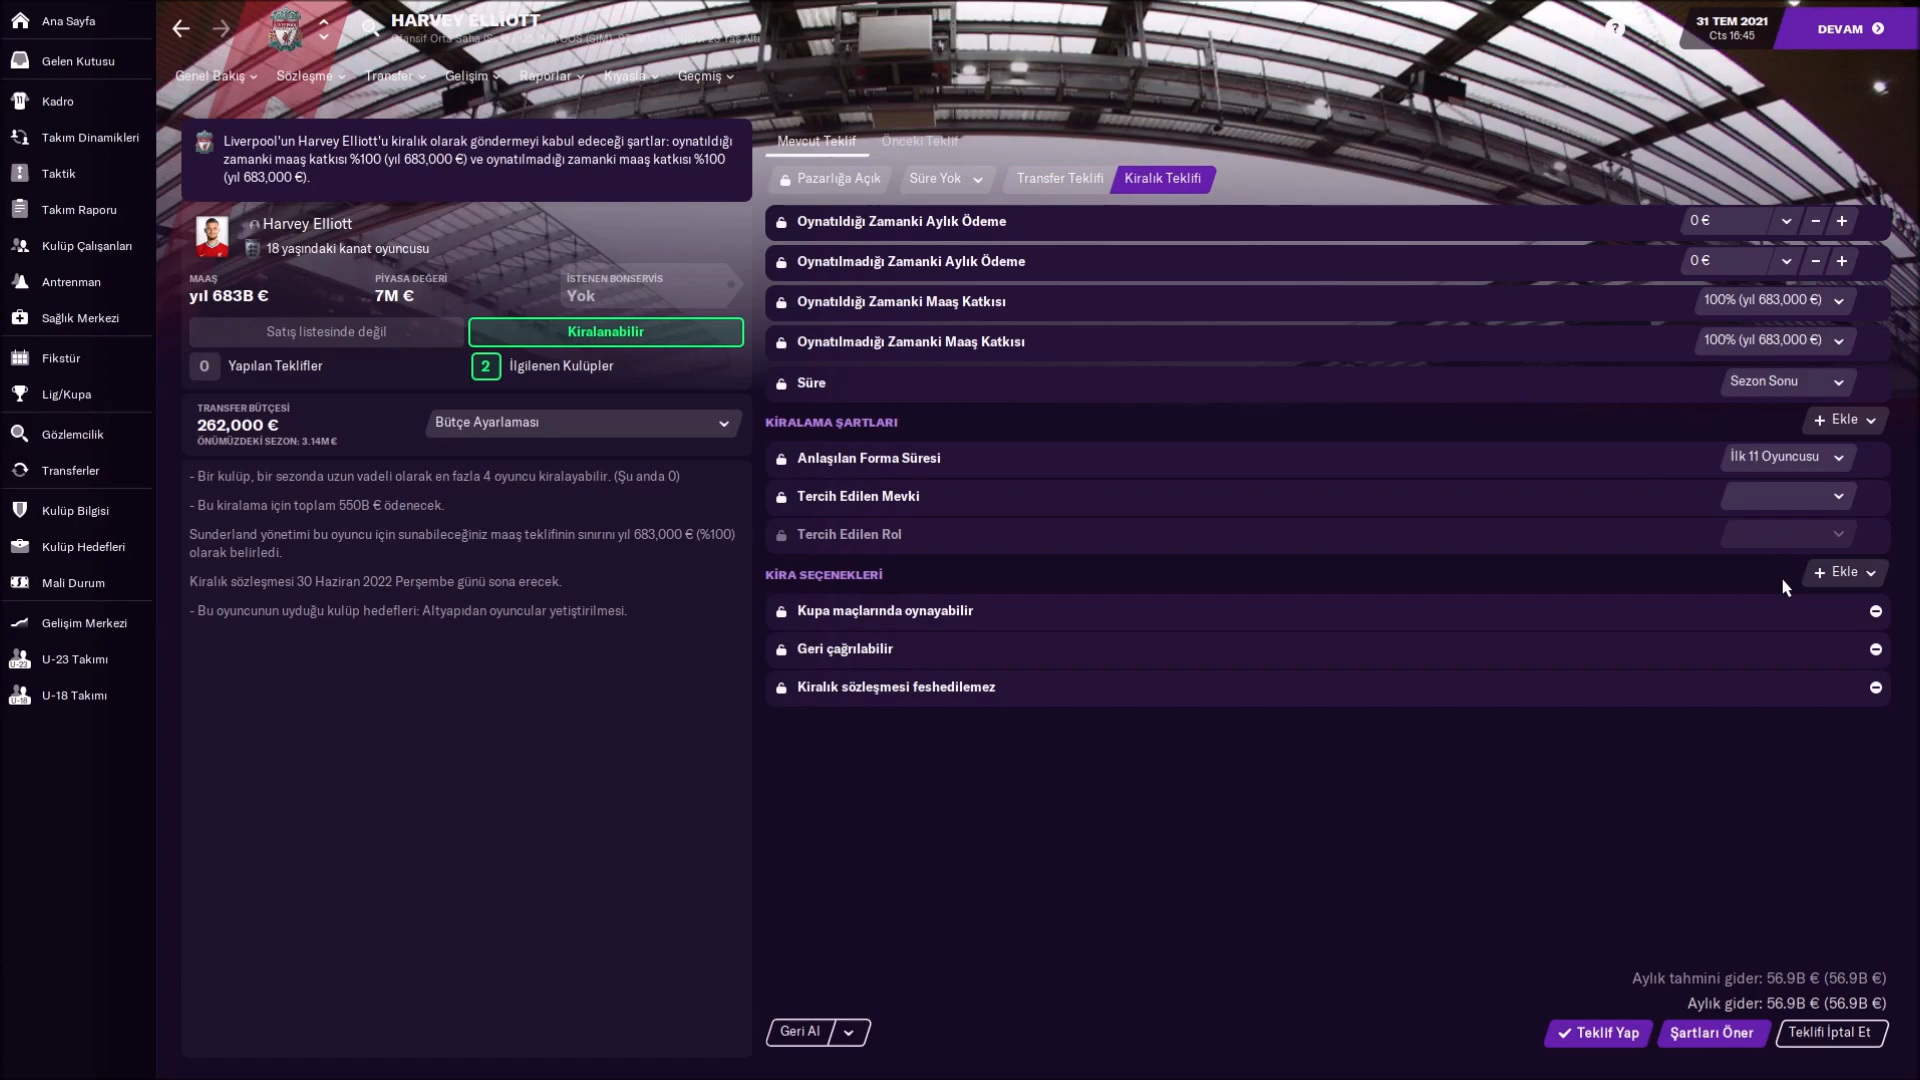 Ana Sayfa
Gelen Kutusu
Kadro
Takım Dinamikleri
Taktik
Takım Raporu
Kulüp Çalışanları
Antrenman
Sağlık Merkezi
Fikstür
Lig/Kupa
Gözlemcilik
Transferler
Kulüp Bilgisi
Kulüp Hedefleri
Mali Durum
Gelişim Merkezi
U-23 Takımı
U-18 Takımı
HARVEY ELLIOTT
31 TEM 2021
Cts 16:45
DEVAM
Genel Bakış Sözleşme Transfer Gelişim Raporlar Kıyasla Geçmiş
Liverpool'un Harvey Elliott'u kiralık olarak göndermeyi kabul edeceği şartlar: oynatıldığı
zamanki maaş katkısı %100 (yıl 683,000 €) ve oynatılmadığı zamanki maaş katkısı %100
(yıl 683,000 €).
Harvey Elliott
18 yaşındaki kanat oyuncusu
MAAŞ PİYASA DEĞERİ İSTENEN BONSERVİS
yıl 683B € 7M € Yok
Satış listesinde değil Kiralanabilir
0 Yapılan Teklifler 2 İlgilenen Kulüpler
TRANSFER BÜTÇESİ
262,000 €
ÖNÜMÜZDEKİ SEZON: 3.14M €
Bütçe Ayarlaması
- Bir kulüp, bir sezonda uzun vadeli olarak en fazla 4 oyuncu kiralayabilir. (Şu anda 0)
- Bu kiralama için toplam 550B € ödenecek.
Sunderland yönetimi bu oyuncu için sunabileceğiniz maaş teklifinin sınırını yıl 683,000 € (%100)
olarak belirledi.
Kiralık sözleşmesi 30 Haziran 2022 Perşembe günü sona erecek.
- Bu oyuncunun uyduğu kulüp hedefleri: Altyapıdan oyuncular yetiştirilmesi.
Mevcut Teklif Önceki Teklif
Pazarlığa Açık Süre Yok Transfer Teklifi Kiralık Teklifi
Oynatıldığı Zamanki Aylık Ödeme 0 €
Oynatılmadığı Zamanki Aylık Ödeme 0 €
Oynatıldığı Zamanki Maaş Katkısı 100% (yıl 683,000 €)
Oynatılmadığı Zamanki Maaş Katkısı 100% (yıl 683,000 €)
Süre Sezon Sonu
KİRALAMA ŞARTLARI + Ekle
Anlaşılan Forma Süresi İlk 11 Oyuncusu
Tercih Edilen Mevki
Tercih Edilen Rol
KİRA SEÇENEKLERİ + Ekle
Kupa maçlarında oynayabilir
Geri çağrılabilir
Kiralık sözleşmesi feshedilemez
Aylık tahmini gider: 56.9B € (56.9B €)
Aylık gider: 56.9B € (56.9B €)
Geri Al
Teklif Yap Şartları Öner Teklifi İptal Et